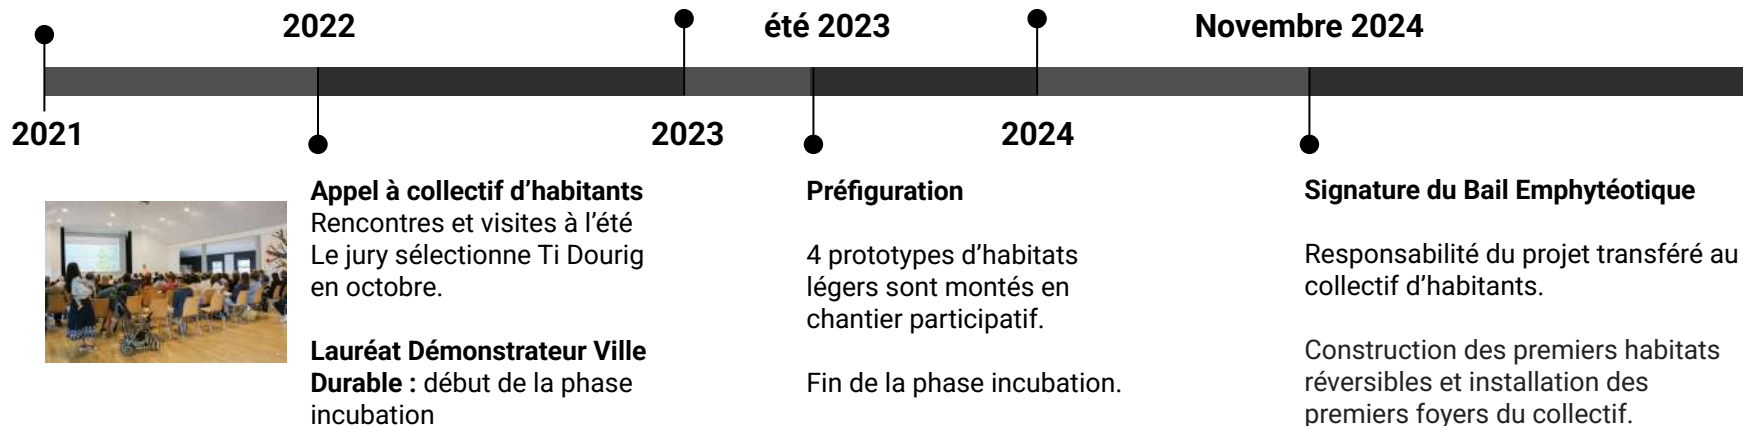 2022
été 2023
Novembre 2024
2021
2023
2024
Appel à collectif d’habitants
Rencontres et visites à l’été
Le jury sélectionne Ti Dourig
en octobre.
Lauréat Démonstrateur Ville
Durable : début de la phase
incubation
Préfiguration
4 prototypes d’habitats
légers sont montés en
chantier participatif.
Fin de la phase incubation.
Signature du Bail Emphytéotique
Responsabilité du projet transféré au
collectif d’habitants.
Construction des premiers habitats
réversibles et installation des
premiers foyers du collectif.